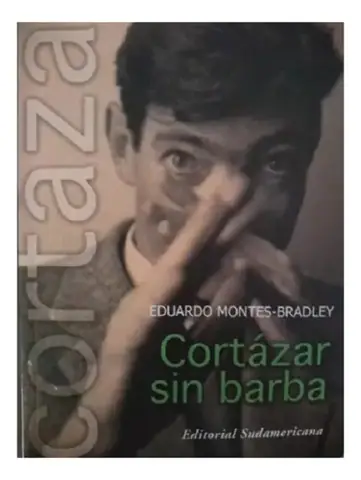 cortaza
EDUARDO MONTES-BRADLEY
Cortázar
sin barba
Editorial Sudamericana